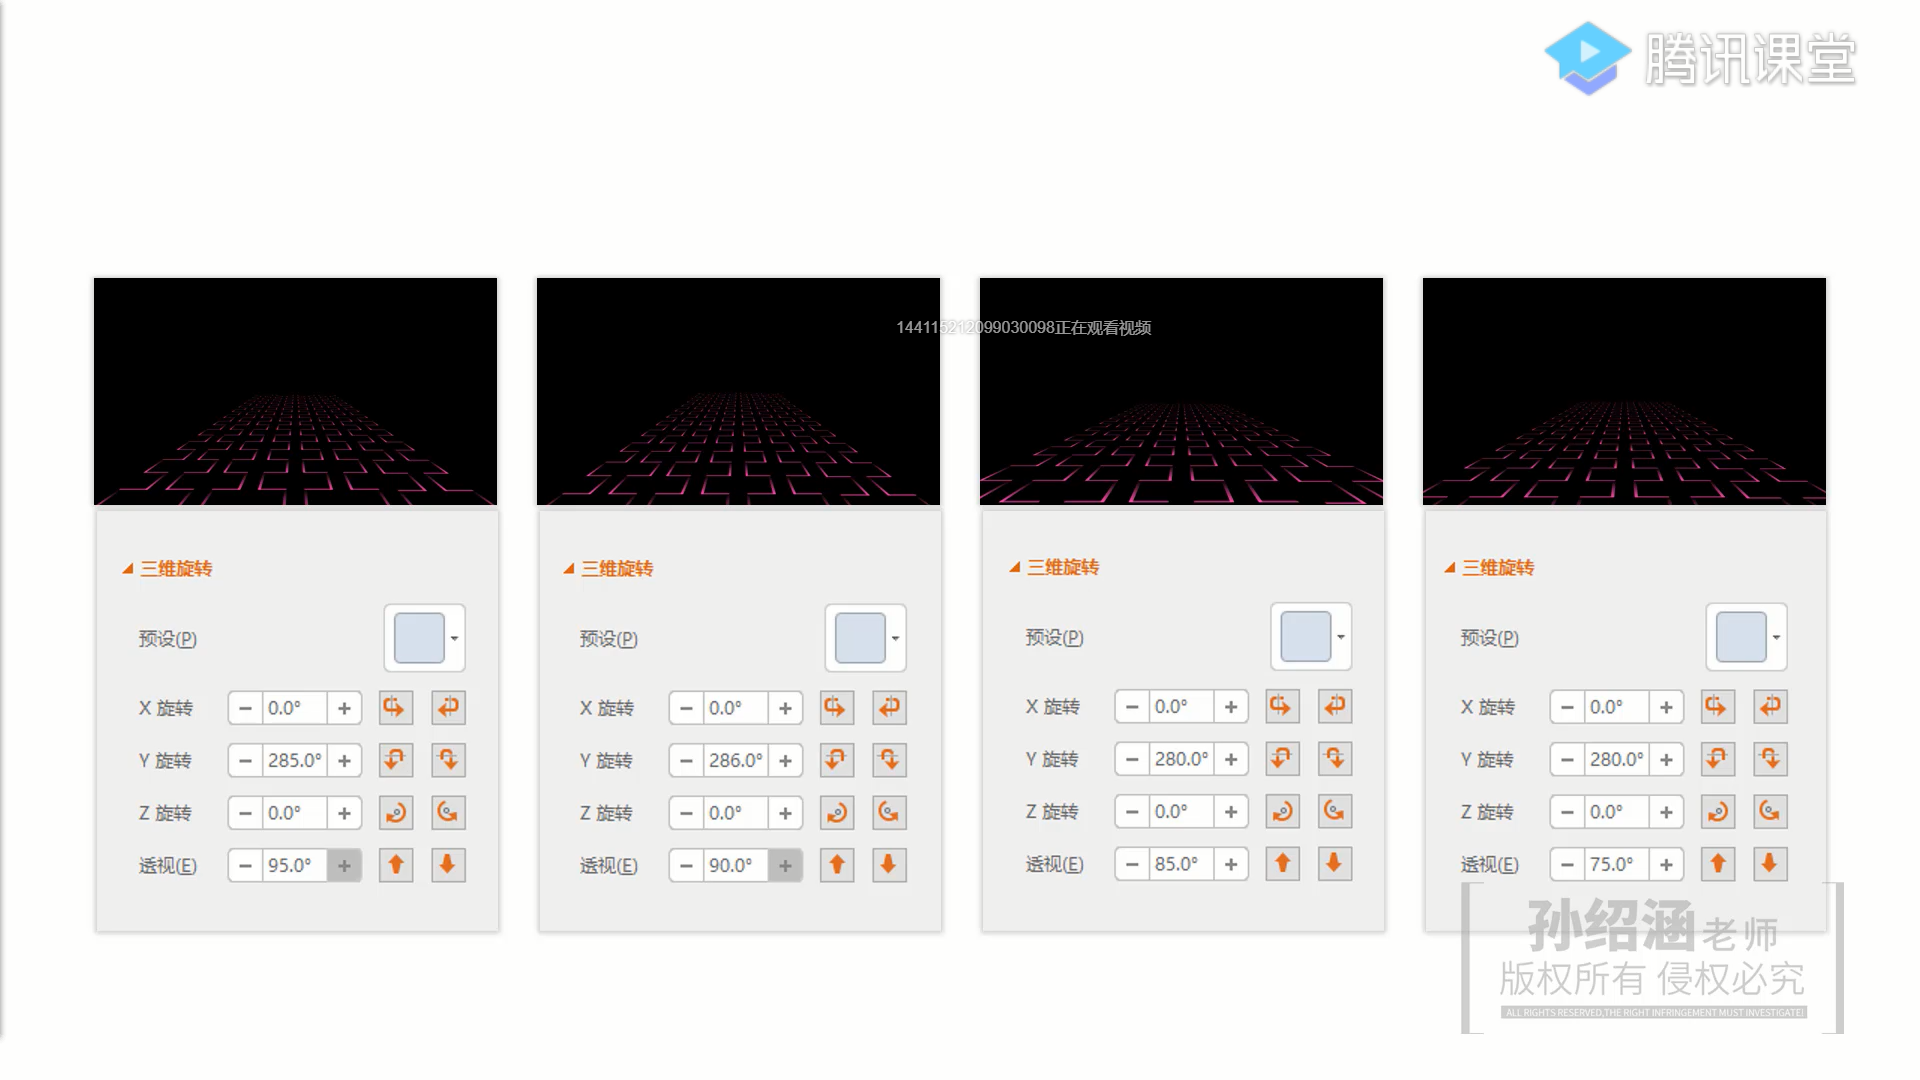 腾讯课堂
144115212099030098正在观看视频
三维旋转 三维旋转 三维旋转 三维旋转
预设(P) 预设(P) 预设(P) 预设(P)
X 旋转 0.0° X 旋转 0.0° X 旋转 0.0° X 旋转 0.0°
Y 旋转 285.0° Y 旋转 286.0° Y 旋转 280.0° Y 旋转 280.0°
Z 旋转 0.0° Z 旋转 0.0° Z 旋转 0.0° Z 旋转 0.0°
透视(E) 95.0° 透视(E) 90.0° 透视(E) 85.0° 透视(E) 75.0°
孙绍涵老师
版权所有 侵权必究
ALL RIGHTS RESERVED,THE RIGHT INFRINGEMENT MUST INVESTIGATE!